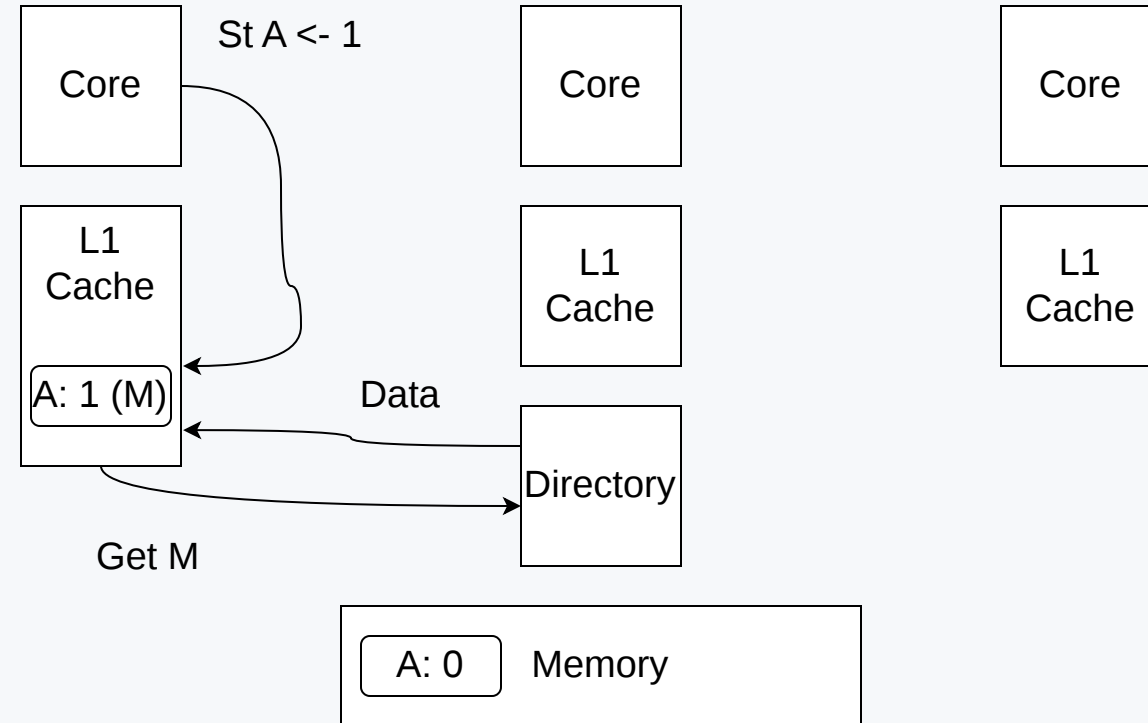 St A <- 1
Core
Core
Core
L1
Cache
L1
Cache
L1
Cache
A: 1 (M)
Data
Directory
Get M
A: 0
Memory